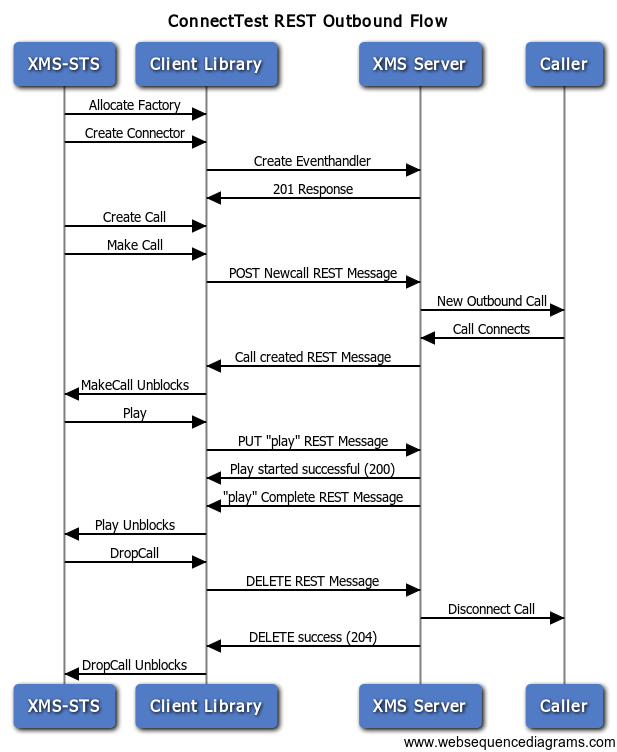 ConnectTest REST Outbound Flow
XMS-STS
Client Library
XMS Server
Caller
Allocate Factory
Create Connector
Create Eventhandler
201 Response
Create Call
Make Call
POST Newcall REST Message
New Outbound Call
Call Connects
Call created REST Message
MakeCall Unblocks
Play
PUT "play" REST Message
Play started successful (200)
"play" Complete REST Message
Play Unblocks
DropCall
DELETE REST Message
Disconnect Call
DELETE success (204)
DropCall Unblocks
XMS-STS
Client Library
XMS Server
Caller
www.websequencediagrams.com